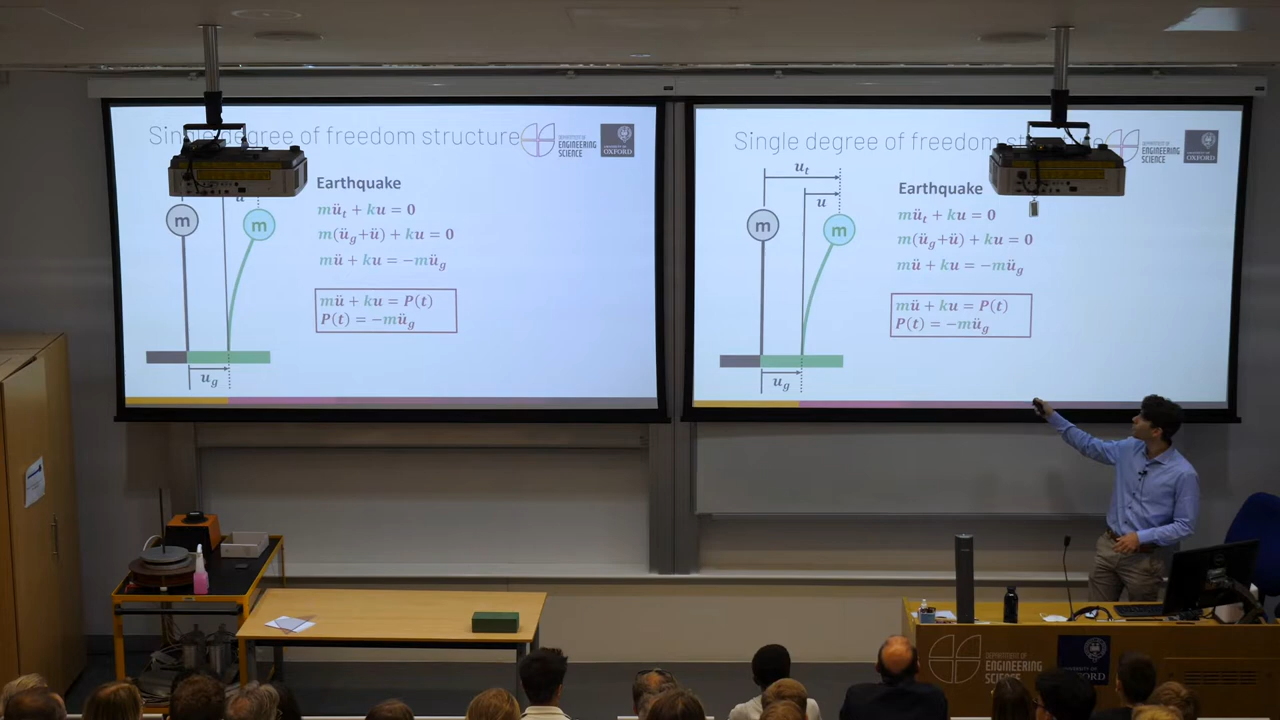 Single degree of freedom structure
DEPARTMENT OF
ENGINEERING
SCIENCE
UNIVERSITY OF
OXFORD
u
Earthquake
mü_t + ku = 0
m(ü_g+ü) + ku = 0
mü + ku = −mü_g
mü + ku = P(t)
P(t) = −mü_g
m
m
u_g
Single degree of freedom
DEPARTMENT OF
ENGINEERING
SCIENCE
UNIVERSITY OF
OXFORD
u_t
u
Earthquake
mü_t + ku = 0
m(ü_g+ü) + ku = 0
mü + ku = −mü_g
mü + ku = P(t)
P(t) = −mü_g
m
m
u_g
DEPARTMENT OF
ENGINEERING
SCIENCE
UNIVERSITY OF
OXFORD